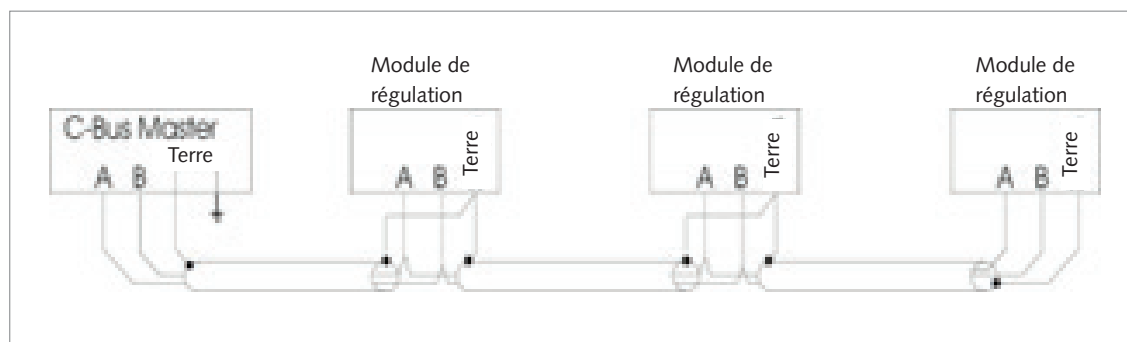 Module de
régulation
Module de
régulation
Module de
régulation
C-Bus Master
Terre
A B
Terre
A B
Terre
A B
Terre
A B